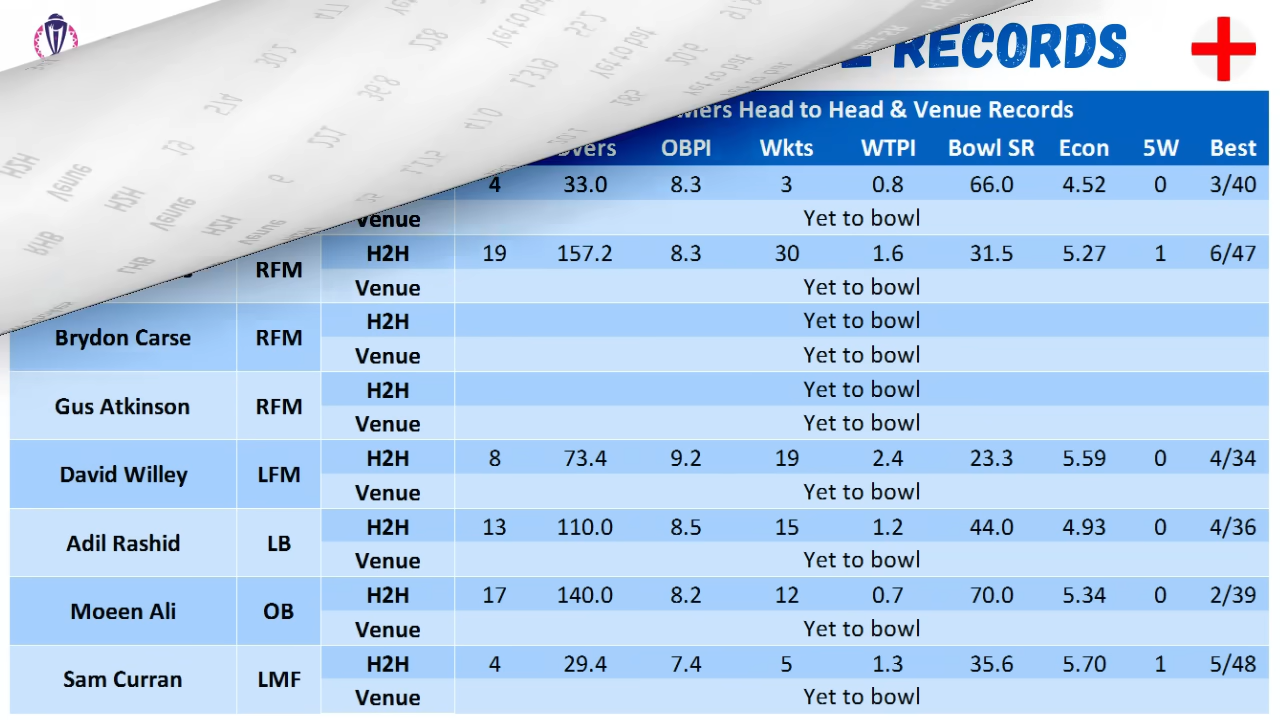 RECORDS
Head to Head & Venue Records
Overs OBPI Wkts WTPI Bowl SR Econ 5W Best
4 33.0 8.3 3 0.8 66.0 4.52 0 3/40
Venue Yet to bowl
RFM H2H 19 157.2 8.3 30 1.6 31.5 5.27 1 6/47
Venue Yet to bowl
Brydon Carse RFM H2H Yet to bowl
Venue Yet to bowl
Gus Atkinson RFM H2H Yet to bowl
Venue Yet to bowl
David Willey LFM H2H 8 73.4 9.2 19 2.4 23.3 5.59 0 4/34
Venue Yet to bowl
Adil Rashid LB H2H 13 110.0 8.5 15 1.2 44.0 4.93 0 4/36
Venue Yet to bowl
Moeen Ali OB H2H 17 140.0 8.2 12 0.7 70.0 5.34 0 2/39
Venue Yet to bowl
Sam Curran LMF H2H 4 29.4 7.4 5 1.3 35.6 5.70 1 5/48
Venue Yet to bowl